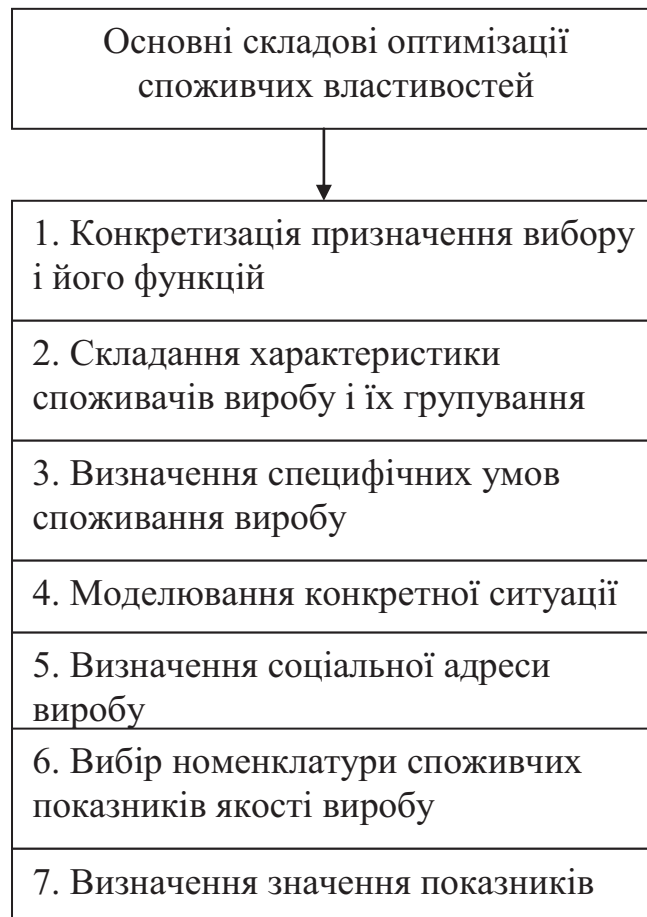 Основні складові оптимізації
споживчих властивостей
1. Конкретизація призначення вибору
і його функцій
2. Складання характеристики
споживачів виробу і їх групування
3. Визначення специфічних умов
споживання виробу
4. Моделювання конкретної ситуації
5. Визначення соціальної адреси
виробу
6. Вибір номенклатури споживчих
показників якості виробу
7. Визначення значення показників